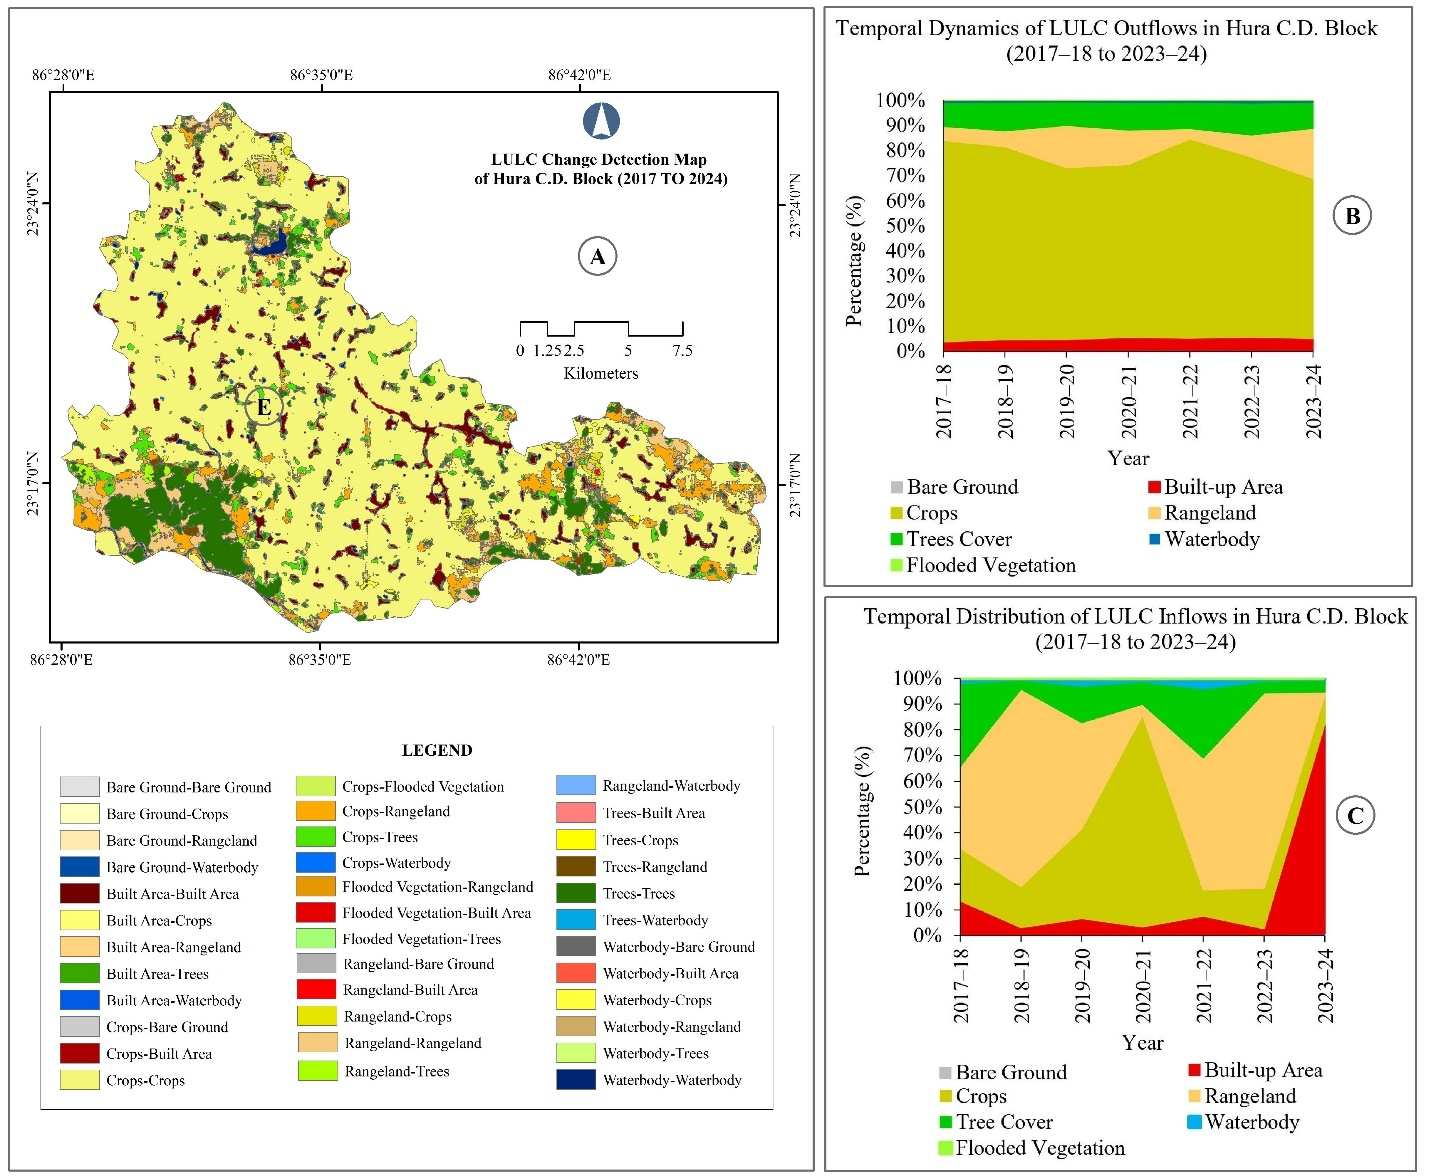 86°28'0"E 86°35'0"E 86°42'0"E
LULC Change Detection Map
of Hura C.D. Block (2017 TO 2024)
23°24'0"N 23°24'0"N
A
0 1.25 2.5 5 7.5
Kilometers
E
23°17'0"N 23°17'0"N
86°28'0"E 86°35'0"E 86°42'0"E
LEGEND
Bare Ground-Bare Ground
Bare Ground-Crops
Bare Ground-Rangeland
Bare Ground-Waterbody
Built Area-Built Area
Built Area-Crops
Built Area-Rangeland
Built Area-Trees
Built Area-Waterbody
Crops-Bare Ground
Crops-Built Area
Crops-Crops
Crops-Flooded Vegetation
Crops-Rangeland
Crops-Trees
Crops-Waterbody
Flooded Vegetation-Rangeland
Flooded Vegetation-Built Area
Flooded Vegetation-Trees
Rangeland-Bare Ground
Rangeland-Built Area
Rangeland-Crops
Rangeland-Rangeland
Rangeland-Trees
Rangeland-Waterbody
Trees-Built Area
Trees-Crops
Trees-Rangeland
Trees-Trees
Trees-Waterbody
Waterbody-Bare Ground
Waterbody-Built Area
Waterbody-Crops
Waterbody-Rangeland
Waterbody-Trees
Waterbody-Waterbody
Temporal Dynamics of LULC Outflows in Hura C.D. Block
(2017–18 to 2023–24)
100%
90%
80%
70%
60%
50%
40%
30%
20%
10%
0%
Percentage (%)
B
2017–18 2018–19 2019–20 2020–21 2021–22 2022–23 2023–24
Year
Bare Ground Built-up Area
Crops Rangeland
Trees Cover Waterbody
Flooded Vegetation
Temporal Distribution of LULC Inflows in Hura C.D. Block
(2017–18 to 2023–24)
100%
90%
80%
70%
60%
50%
40%
30%
20%
10%
0%
Percentage (%)
C
2017–18 2018–19 2019–20 2020–21 2021–22 2022–23 2023–24
Year
Bare Ground Built-up Area
Crops Rangeland
Tree Cover Waterbody
Flooded Vegetation